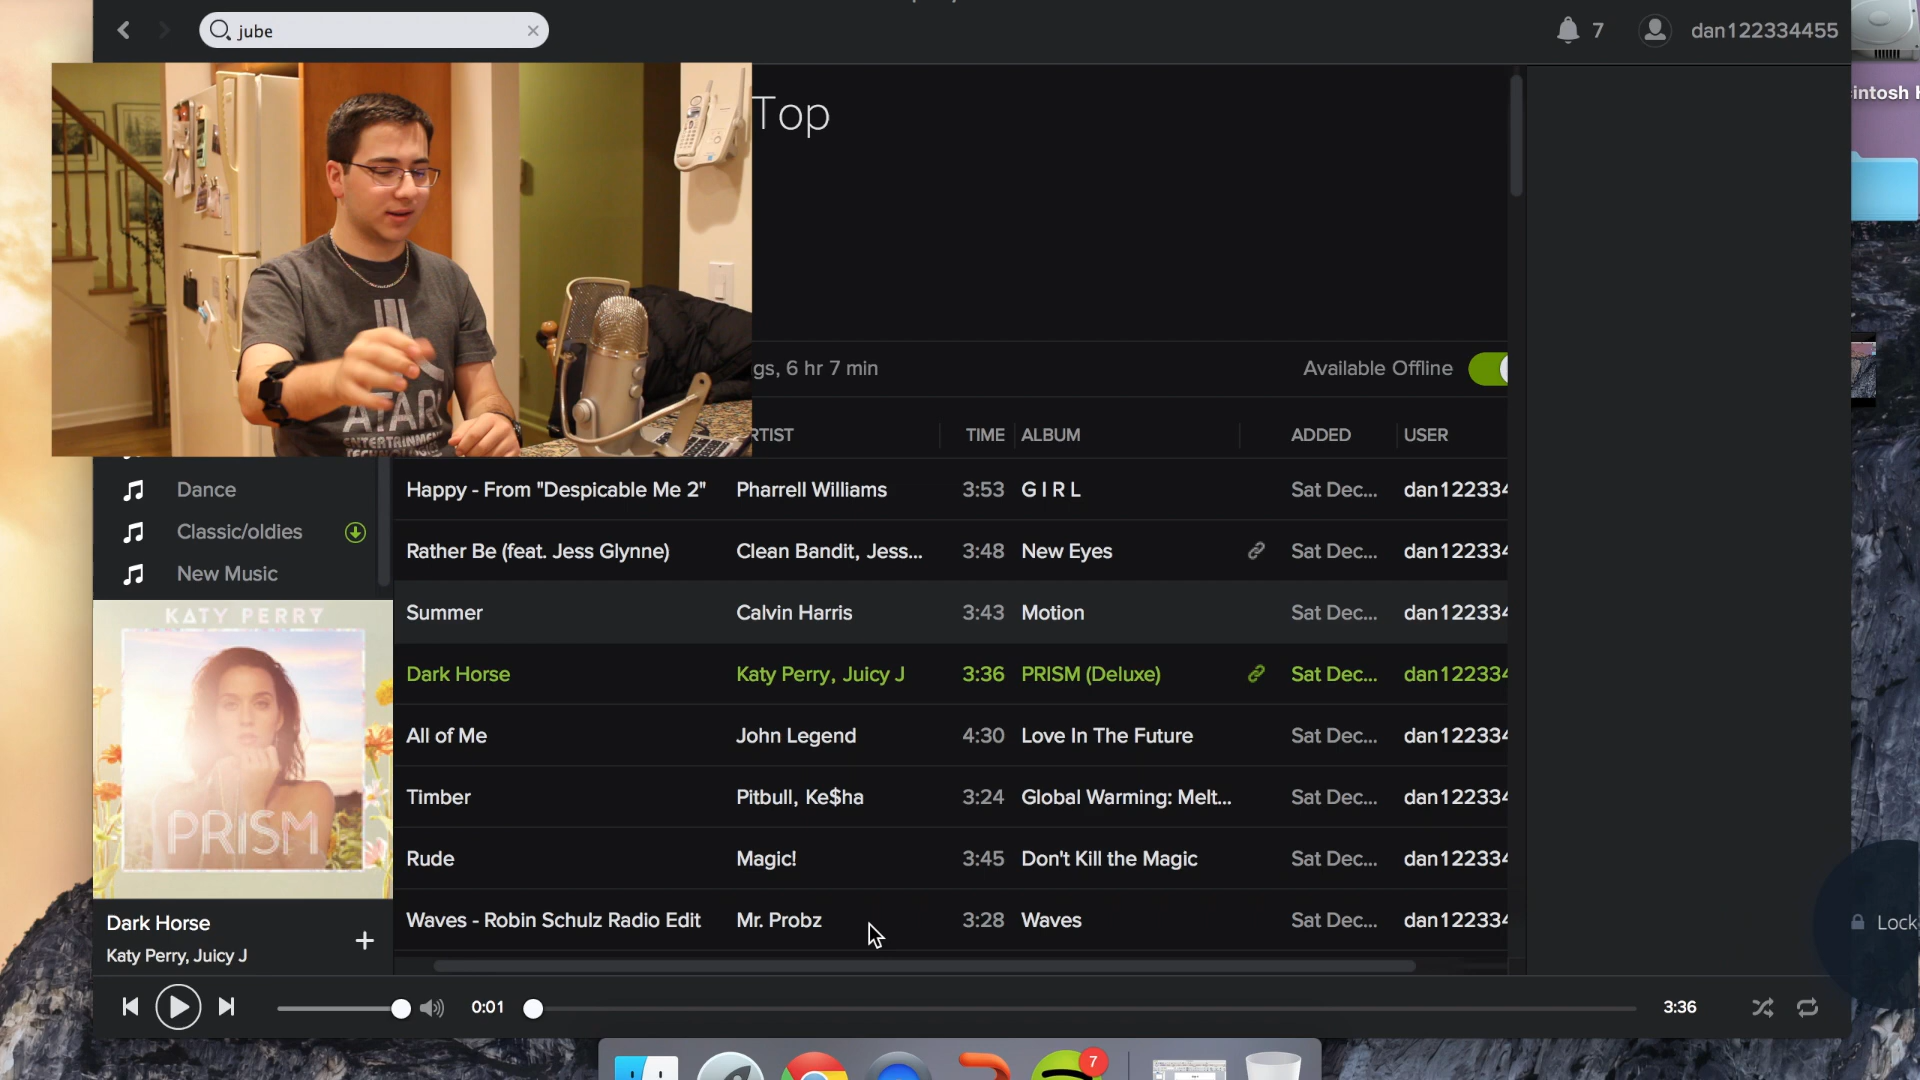 jube
7
dan122334455
intosh H
Top
gs, 6 hr 7 min
Available Offline
RTIST
TIME
ALBUM
ADDED
USER
ATARI
ENTERTAINME
Dance
Classic/oldies
New Music
Happy - From "Despicable Me 2" Pharrell Williams 3:53 G I R L Sat Dec... dan122334
Rather Be (feat. Jess Glynne) Clean Bandit, Jess... 3:48 New Eyes Sat Dec... dan122334
Summer Calvin Harris 3:43 Motion Sat Dec... dan122334
Dark Horse Katy Perry, Juicy J 3:36 PRISM (Deluxe) Sat Dec... dan122334
All of Me John Legend 4:30 Love In The Future Sat Dec... dan122334
Timber Pitbull, Ke$ha 3:24 Global Warming: Melt... Sat Dec... dan122334
Rude Magic! 3:45 Don't Kill the Magic Sat Dec... dan122334
Waves - Robin Schulz Radio Edit Mr. Probz 3:28 Waves Sat Dec... dan122334
KATY PERRY
PRISM
Dark Horse
Katy Perry, Juicy J
Lock
0:01
3:36
7